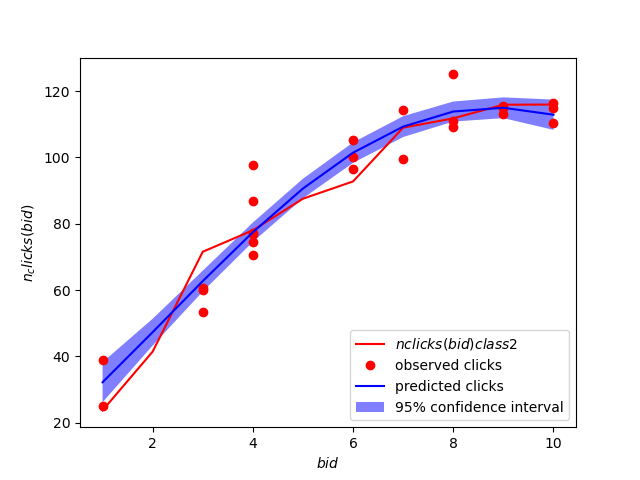 120
100
80
60
40
20
n_clicks(bid)
nclicks(bid)class2
observed clicks
predicted clicks
95% confidence interval
2
4
6
8
10
bid